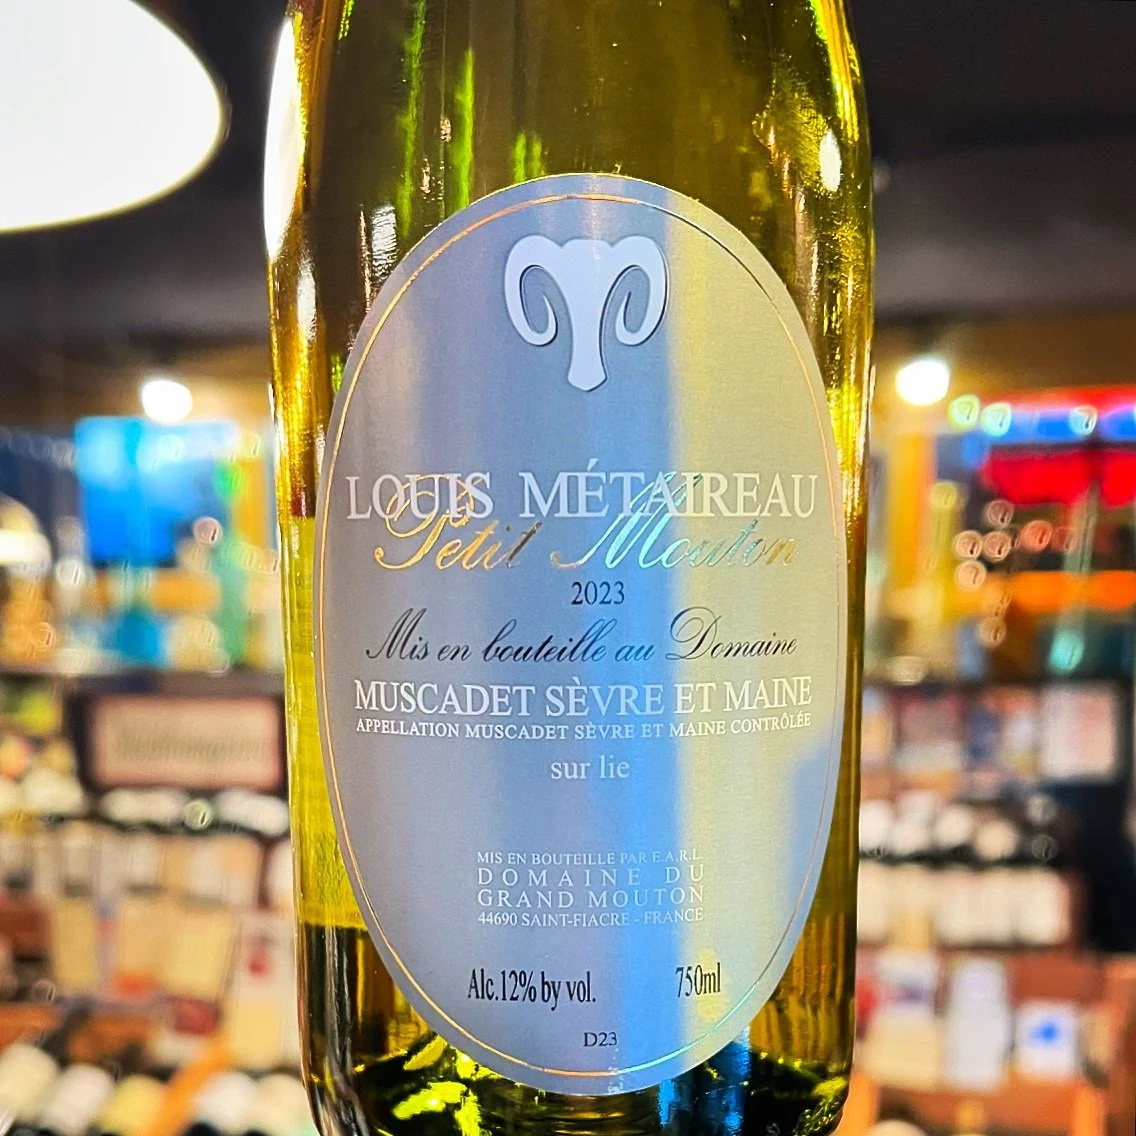 LOUIS MÉTAIREAU
Petit Mouton
2023
Mis en bouteille au Domaine
MUSCADET SÈVRE ET MAINE
APPELLATION MUSCADET SÈVRE ET MAINE CONTRÔLÉE
sur lie
MIS EN BOUTEILLE PAR E.A.R.L.
DOMAINE DU
GRAND MOUTON
44690 SAINT-FIACRE - FRANCE
Alc.12% by vol. 750ml
D23